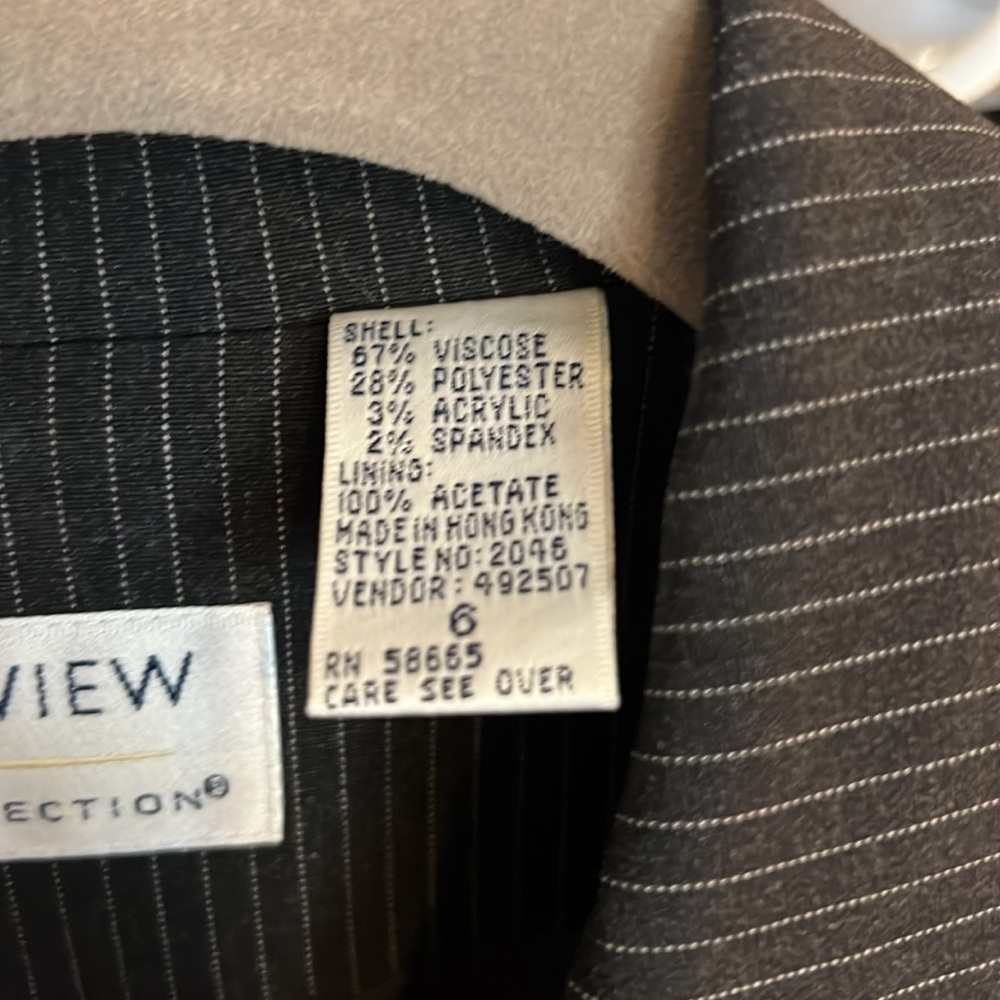 SHELL:
67% VISCOSE
28% POLYESTER
3% ACRYLIC
2% SPANDEX
LINING:
100% ACETATE
MADE IN HONG KONG
STYLE NO: 2046
VENDOR: 492507
6
RN 58665
CARE SEE OVER
VIEW
ECTION®